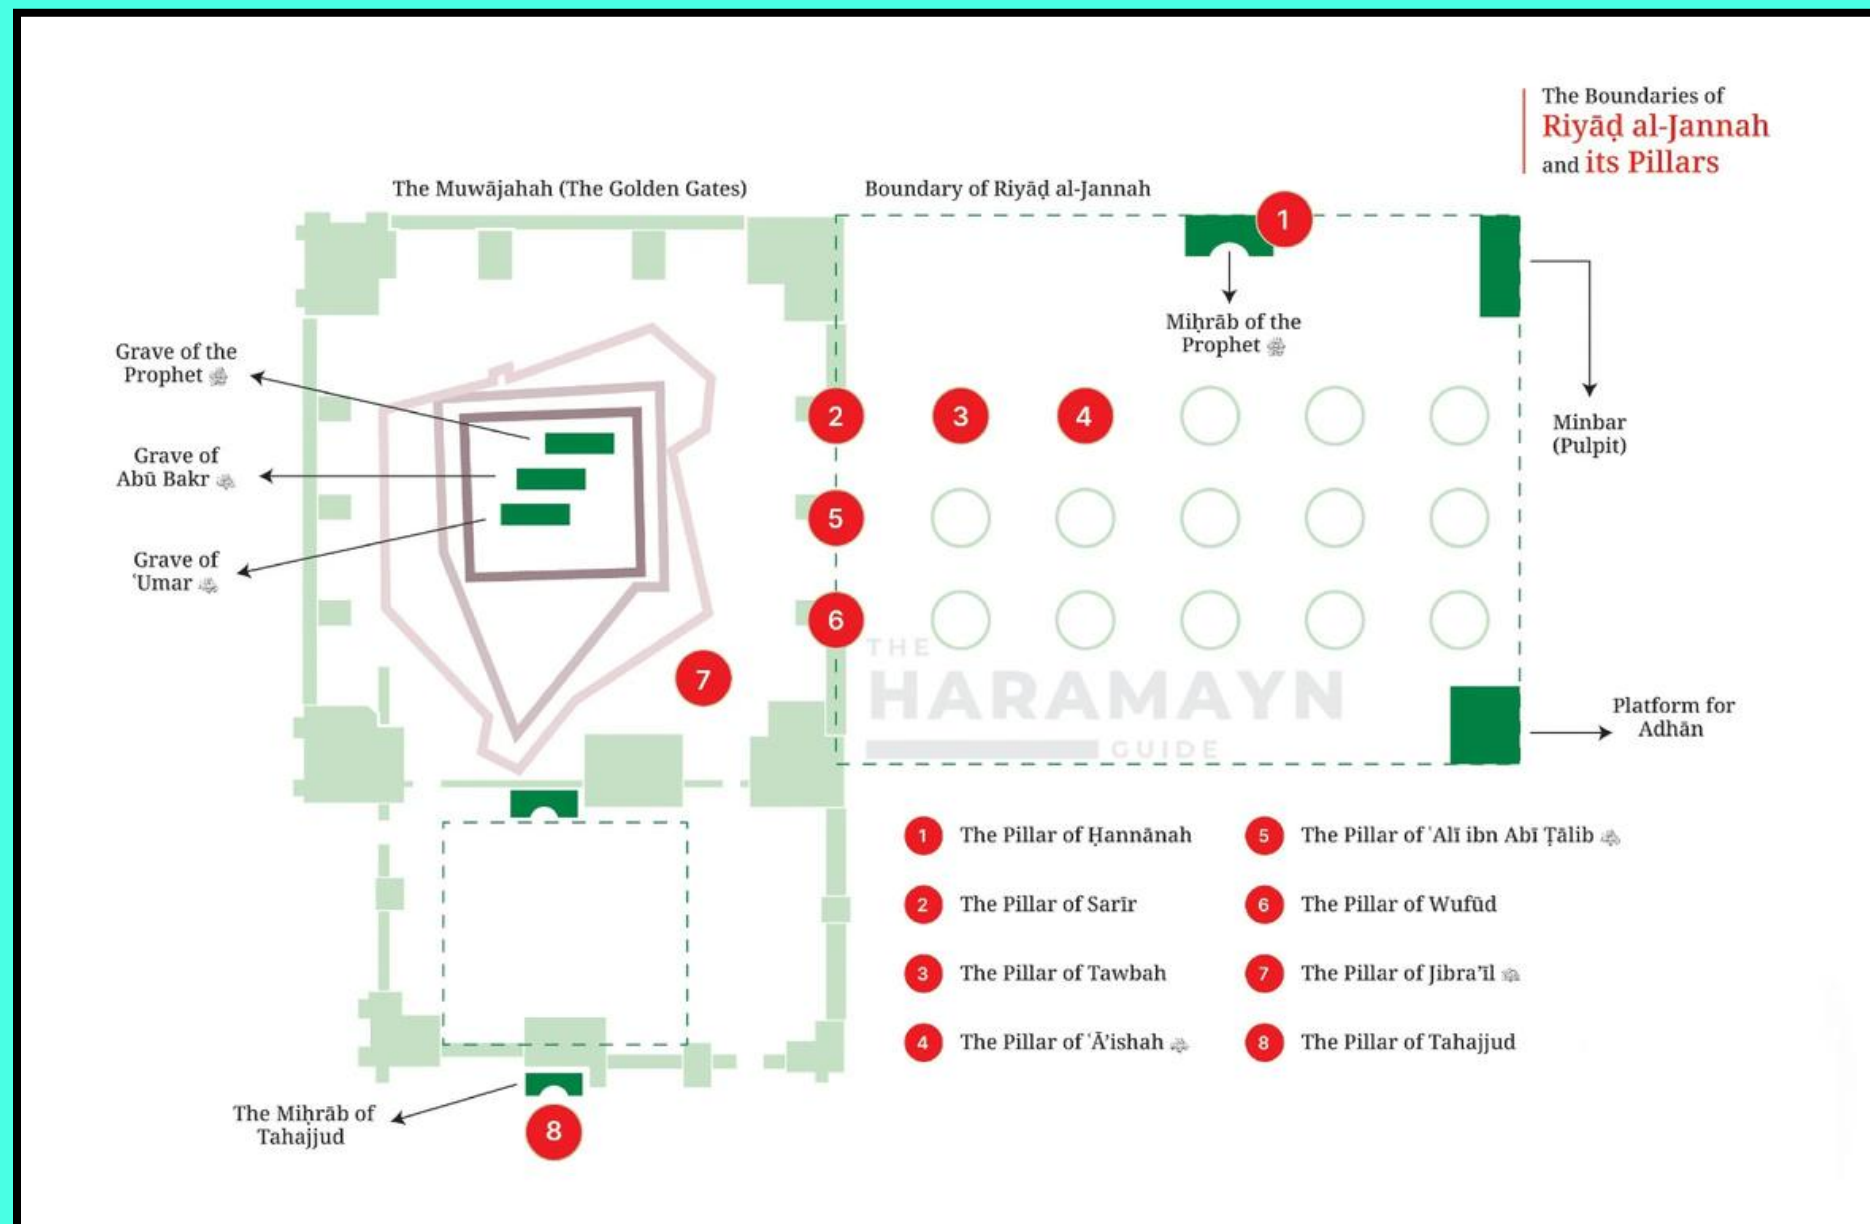 The Boundaries of
Riyāḍ al-Jannah
and its Pillars
The Muwājahah (The Golden Gates)
Boundary of Riyāḍ al-Jannah
1
Miḥrāb of the
Prophet ﷺ
Minbar
(Pulpit)
Grave of the
Prophet ﷺ
Grave of
Abū Bakr
Grave of
ʿUmar
2
3
4
5
6
7
THE
HARAMAYN
GUIDE
Platform for
Adhān
1 The Pillar of Ḥannānah
2 The Pillar of Sarīr
3 The Pillar of Tawbah
4 The Pillar of ʿĀ’ishah
5 The Pillar of ʿAlī ibn Abī Ṭālib
6 The Pillar of Wufūd
7 The Pillar of Jibra’īl
8 The Pillar of Tahajjud
The Miḥrāb of
Tahajjud
8